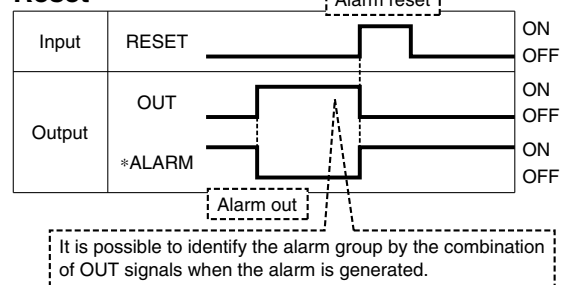 Reset
Alarm reset
Input
RESET
ON
OFF
Output
OUT
ON
OFF
*ALARM
ON
OFF
Alarm out
It is possible to identify the alarm group by the combination
of OUT signals when the alarm is generated.